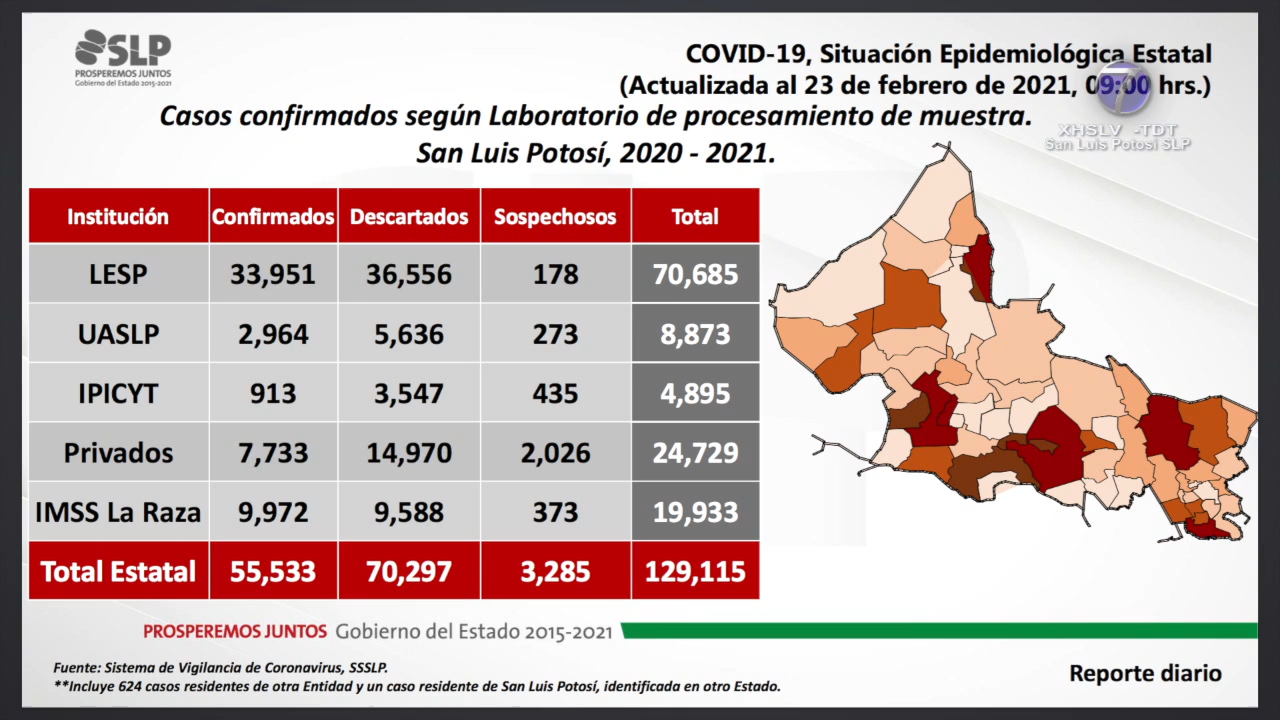 SLP
PROSPEREMOS JUNTOS
Gobierno del Estado 2015-2021
COVID-19, Situación Epidemiológica Estatal
(Actualizada al 23 de febrero de 2021, 09:00 hrs.)
7
XHSLV -TDT
San Luis Potosí SLP
Casos confirmados según Laboratorio de procesamiento de muestra.
San Luis Potosí, 2020 - 2021.
Institución Confirmados Descartados Sospechosos Total
LESP 33,951 36,556 178 70,685
UASLP 2,964 5,636 273 8,873
IPICYT 913 3,547 435 4,895
Privados 7,733 14,970 2,026 24,729
IMSS La Raza 9,972 9,588 373 19,933
Total Estatal 55,533 70,297 3,285 129,115
PROSPEREMOS JUNTOS Gobierno del Estado 2015-2021
Fuente: Sistema de Vigilancia de Coronavirus, SSSLP.
**Incluye 624 casos residentes de otra Entidad y un caso residente de San Luis Potosí, identificada en otro Estado.
Reporte diario